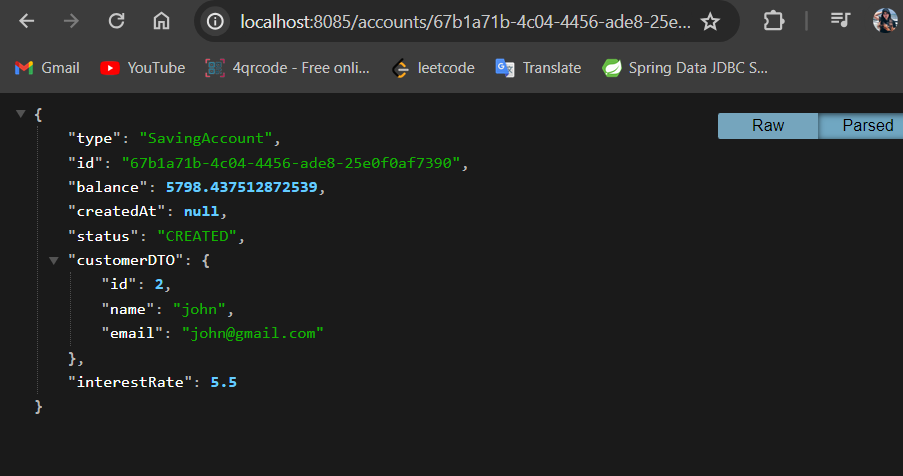 localhost:8085/accounts/67b1a71b-4c04-4456-ade8-25e...
Gmail YouTube 4qrcode - Free onli... leetcode Translate Spring Data JDBC S...
Raw Parsed
{
"type": "SavingAccount",
"id": "67b1a71b-4c04-4456-ade8-25e0f0af7390",
"balance": 5798.437512872539,
"createdAt": null,
"status": "CREATED",
"customerDTO": {
"id": 2,
"name": "john",
"email": "john@gmail.com"
},
"interestRate": 5.5
}